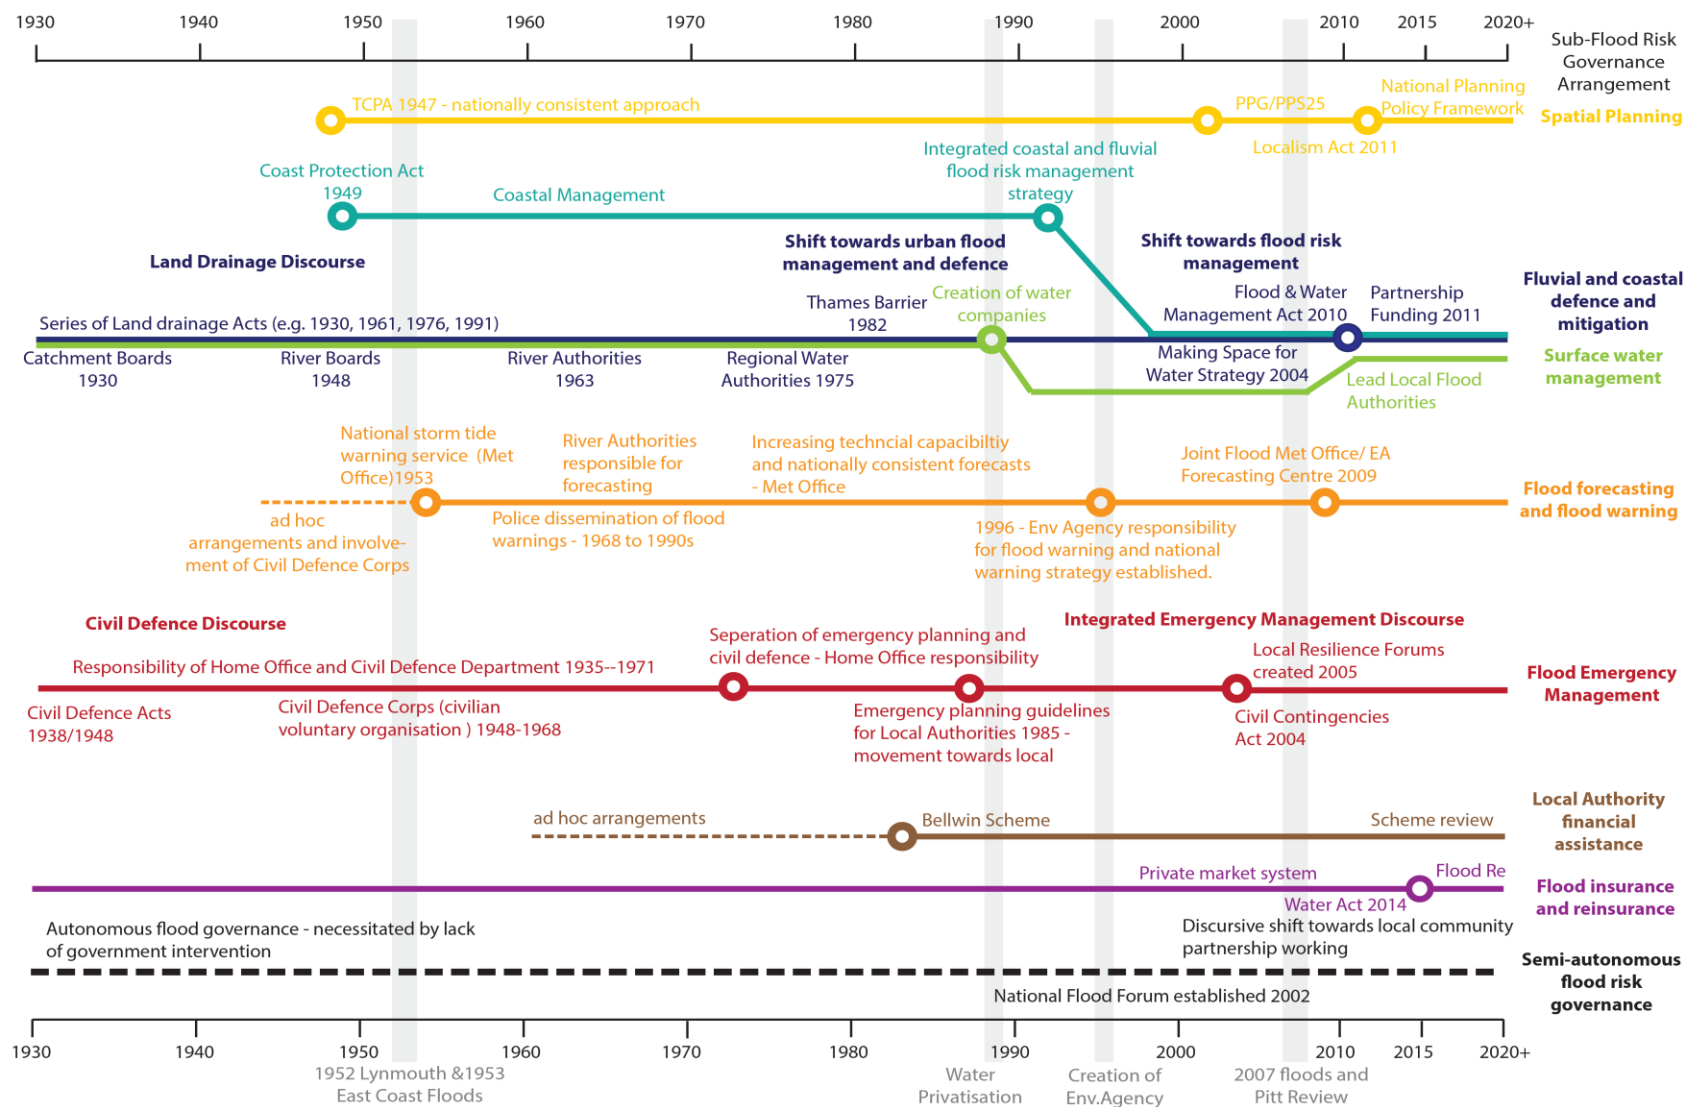 1930 1940 1950 1960 1970 1980 1990 2000 2010 2015 2020+
Sub-Flood Risk
Governance
Arrangement
TCPA 1947 - nationally consistent approach
PPG/PPS25
National Planning
Policy Framework
Localism Act 2011
Spatial Planning
Coast Protection Act
1949
Coastal Management
Integrated coastal and fluvial
flood risk management
strategy
Land Drainage Discourse
Shift towards urban flood
management and defence
Shift towards flood risk
management
Series of Land drainage Acts (e.g. 1930, 1961, 1976, 1991)
Thames Barrier
1982
Creation of water
companies
Flood & Water
Management Act 2010
Partnership
Funding 2011
Fluvial and coastal
defence and
mitigation
Catchment Boards
1930
River Boards
1948
River Authorities
1963
Regional Water
Authorities 1975
Making Space for
Water Strategy 2004
Lead Local Flood
Authorities
Surface water
management
National storm tide
warning service (Met
Office)1953
River Authorities
responsible for
forecasting
Increasing techncial capacibiltiy
and nationally consistent forecasts
- Met Office
Joint Flood Met Office/ EA
Forecasting Centre 2009
Flood forecasting
and flood warning
ad hoc
arrangements and involve-
ment of Civil Defence Corps
Police dissemination of flood
warnings - 1968 to 1990s
1996 - Env Agency responsibility
for flood warning and national
warning strategy established.
Civil Defence Discourse
Integrated Emergency Management Discourse
Responsibility of Home Office and Civil Defence Department 1935--1971
Seperation of emergency planning and
civil defence - Home Office responsibility
Local Resilience Forums
created 2005
Flood Emergency
Management
Civil Defence Acts
1938/1948
Civil Defence Corps (civilian
voluntary organisation ) 1948-1968
Emergency planning guidelines
for Local Authorities 1985 -
movement towards local
Civil Contingencies
Act 2004
ad hoc arrangements
Bellwin Scheme
Scheme review
Local Authority
financial
assistance
Private market system
Flood Re
Water Act 2014
Flood insurance
and reinsurance
Autonomous flood governance - necessitated by lack
of government intervention
Discursive shift towards local community
partnership working
National Flood Forum established 2002
Semi-autonomous
flood risk
governance
1930 1940 1950 1960 1970 1980 1990 2000 2010 2015 2020+
1952 Lynmouth &1953
East Coast Floods
Water
Privatisation
Creation of
Env.Agency
2007 floods and
Pitt Review